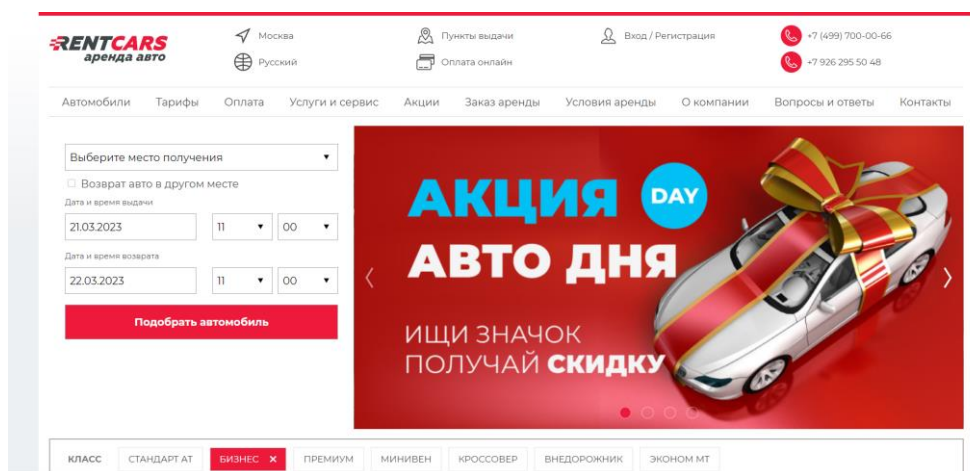 RENTCARS
аренда авто
Москва
Русский
Пункты выдачи
Оплата онлайн
Вход / Регистрация
+7 (499) 700-00-66
+7 926 295 50 48
Автомобили Тарифы Оплата Услуги и сервис Акции Заказ аренды Условия аренды О компании Вопросы и ответы Контакты
Выберите место получения
Возврат авто в другом месте
Дата и время выдачи
21.03.2023 11 00
Дата и время возврата
22.03.2023 11 00
Подобрать автомобиль
АКЦИЯ DAY
АВТО ДНЯ
ИЩИ ЗНАЧОК
ПОЛУЧАЙ СКИДКУ
КЛАСС СТАНДАРТ АТ БИЗНЕС × ПРЕМИУМ МИНИВЕН КРОССОВЕР ВНЕДОРОЖНИК ЭКОНОМ МТ